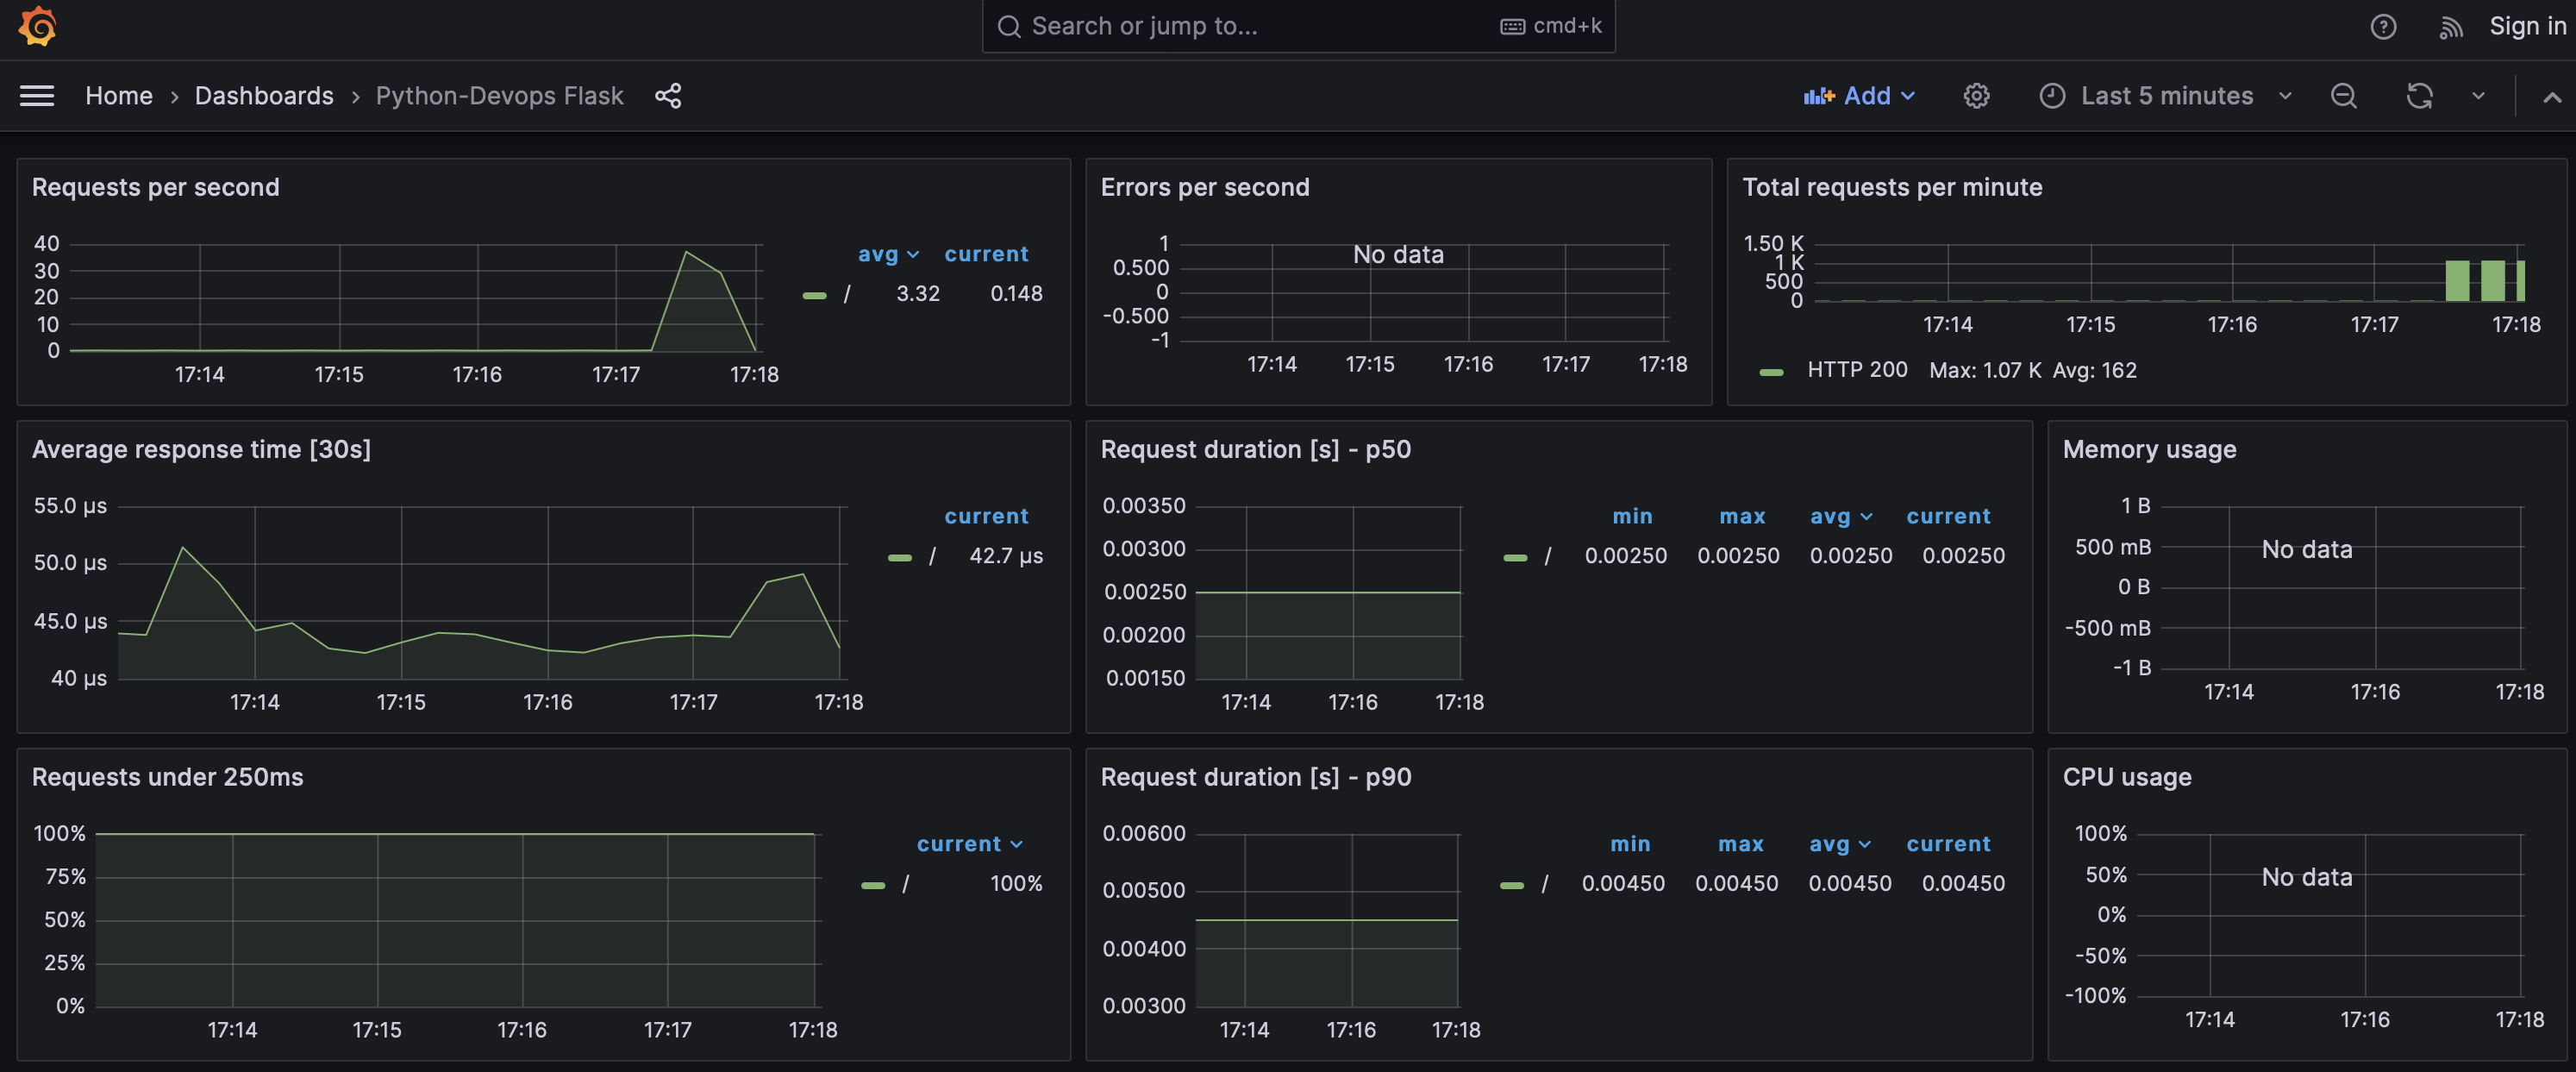 Search or jump to... cmd+k Sign in
Home › Dashboards › Python-Devops Flask Add Last 5 minutes
Requests per second
40
30
20
10
0
17:14 17:15 17:16 17:17 17:18
avg current
/ 3.32 0.148
Errors per second
No data
1
0.500
0
-0.500
-1
17:14 17:15 17:16 17:17 17:18
Total requests per minute
1.50 K
1 K
500
0
17:14 17:15 17:16 17:17 17:18
HTTP 200 Max: 1.07 K Avg: 162
Average response time [30s]
55.0 µs
50.0 µs
45.0 µs
40 µs
17:14 17:15 17:16 17:17 17:18
current
/ 42.7 µs
Request duration [s] - p50
0.00350
0.00300
0.00250
0.00200
0.00150
17:14 17:16 17:18
min max avg current
/ 0.00250 0.00250 0.00250 0.00250
Memory usage
1 B
500 mB
No data
0 B
-500 mB
-1 B
17:14 17:16 17:18
Requests under 250ms
100%
75%
50%
25%
0%
17:14 17:15 17:16 17:17 17:18
current
/ 100%
Request duration [s] - p90
0.00600
0.00500
0.00400
0.00300
17:14 17:16 17:18
min max avg current
/ 0.00450 0.00450 0.00450 0.00450
CPU usage
100%
50%
No data
0%
-50%
-100%
17:14 17:16 17:18